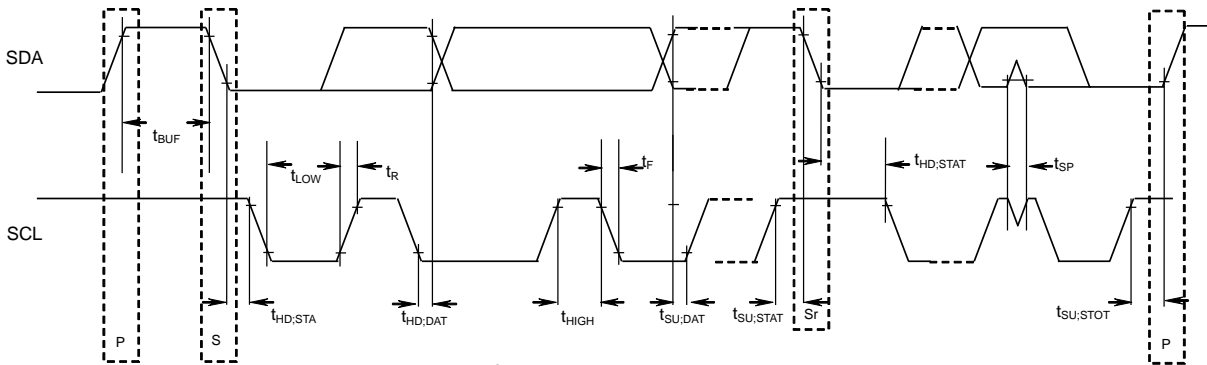 SDA
tBUF
tLOW
tR
tF
tHD;STAT
tSP
SCL
tHD;STA
tHD;DAT
tHIGH
tSU;DAT
tSU;STAT
Sr
tSU;STOT
P
S
P